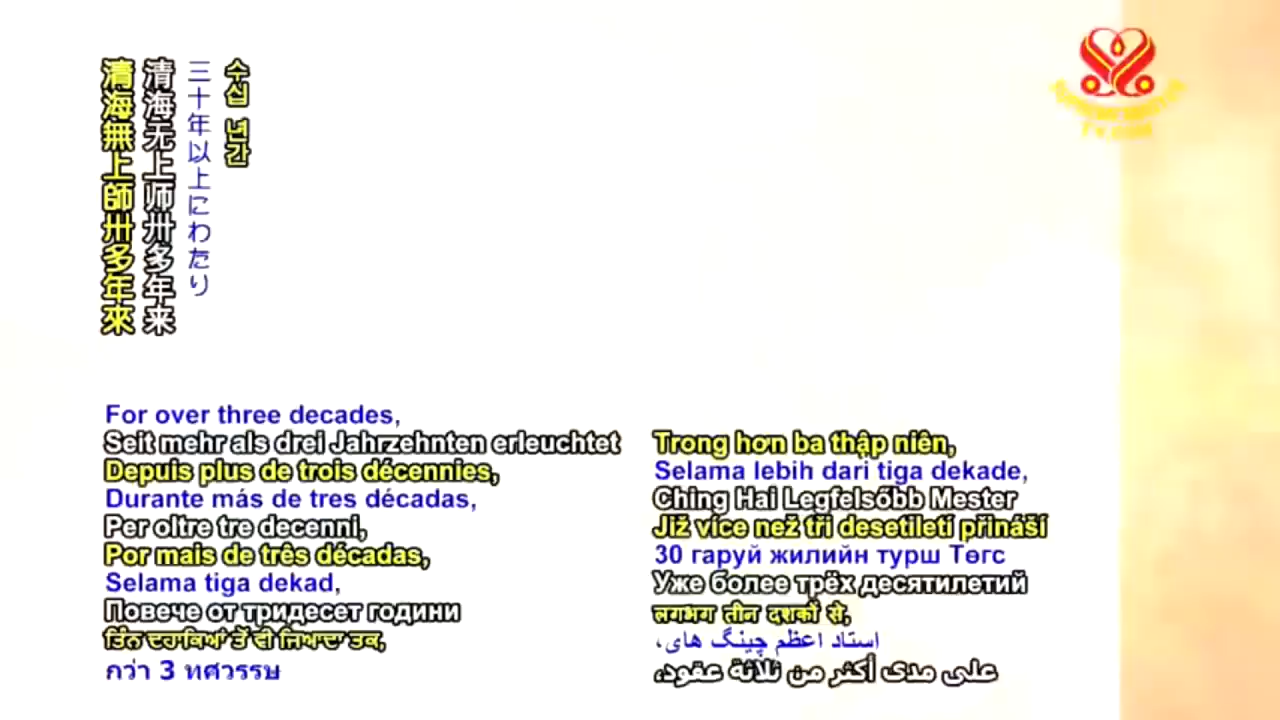 清海無上師卅多年來
清海无上师卅多年来
三十年以上にわたり
수십 년간
For over three decades,
Seit mehr als drei Jahrzehnten erleuchtet
Depuis plus de trois décennies,
Durante más de tres décadas,
Per oltre tre decenni,
Por mais de três décadas,
Selama tiga dekad,
Повече от тридесет години
ਤਿੰਨ ਦਹਾਕਿਆਂ ਤੋਂ ਵੀ ਜਿਆਦਾ ਤਕ,
กว่า 3 ทศวรรษ
Trong hơn ba thập niên,
Selama lebih dari tiga dekade,
Ching Hai Legfelsőbb Mester
Již více než tři desetiletí přináší
30 гаруй жилийн турш Төгс
Уже более трёх десятилетий
लगभग तीन दशकों से,
استاد اعظم چینگ های،
على مدى أكثر من ثلاثة عقود،